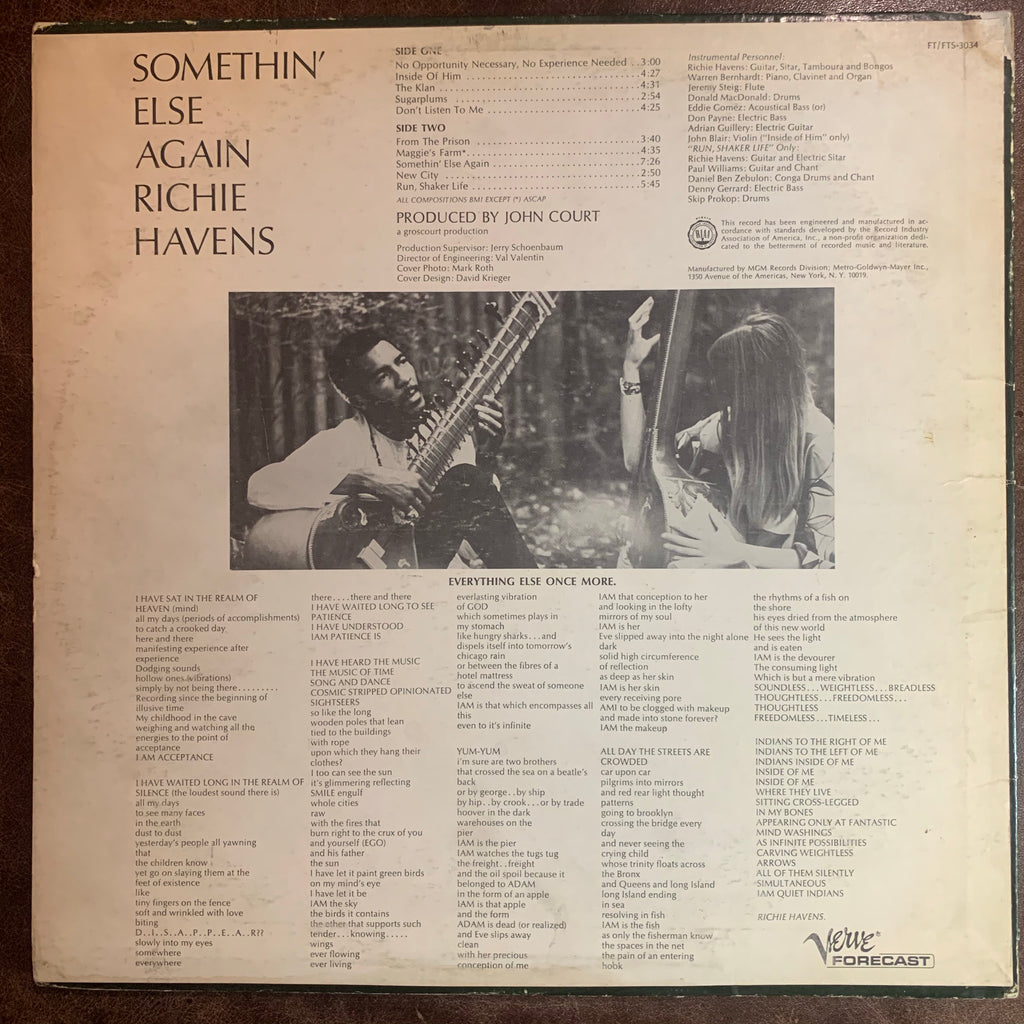 SOMETHIN'
ELSE
AGAIN
RICHIE
HAVENS
SIDE ONE
No Opportunity Necessary, No Experience Needed . . 3:00
Inside Of Him . . . . . . . . . . . . . . . . . . . . . . . . . . . . . . 4:27
The Klan . . . . . . . . . . . . . . . . . . . . . . . . . . . . . . . . . . 4:31
Sugarplums . . . . . . . . . . . . . . . . . . . . . . . . . . . . . . . 2:54
Don't Listen To Me . . . . . . . . . . . . . . . . . . . . . . . . . . 4:25
SIDE TWO
From The Prison . . . . . . . . . . . . . . . . . . . . . . . . . . . . 3:40
Maggie's Farm* . . . . . . . . . . . . . . . . . . . . . . . . . . . . . 4:35
Somethin' Else Again . . . . . . . . . . . . . . . . . . . . . . . . 7:26
New City . . . . . . . . . . . . . . . . . . . . . . . . . . . . . . . . . 2:50
Run, Shaker Life . . . . . . . . . . . . . . . . . . . . . . . . . . . . 5:45
ALL COMPOSITIONS BMI EXCEPT (*) ASCAP
PRODUCED BY JOHN COURT
a groscourt production
Production Supervisor: Jerry Schoenbaum
Director of Engineering: Val Valentin
Cover Photo: Mark Roth
Cover Design: David Krieger
FT/FTS-3034
Instrumental Personnel:
Richie Havens: Guitar, Sitar, Tamboura and Bongos
Warren Bernhardt: Piano, Clavinet and Organ
Jeremy Steig: Flute
Donald MacDonald: Drums
Eddie Gomez: Acoustical Bass (or)
Don Payne: Electric Bass
Adrian Guillery: Electric Guitar
John Blair: Violin ("Inside of Him" only)
"RUN, SHAKER LIFE" Only:
Richie Havens: Guitar and Electric Sitar
Paul Williams: Guitar and Chant
Daniel Ben Zebulon: Conga Drums and Chant
Denny Gerrard: Electric Bass
Skip Prokop: Drums
This record has been engineered and manufactured in ac-
cordance with standards developed by the Record Industry
Association of America, Inc., a non-profit organization dedi-
cated to the betterment of recorded music and literature.
Manufactured by MGM Records Division; Metro-Goldwyn-Mayer Inc.,
1350 Avenue of the Americas, New York, N. Y. 10019.
EVERYTHING ELSE ONCE MORE.
I HAVE SAT IN THE REALM OF
HEAVEN (mind)
all my days (periods of accomplishments)
to catch a crooked day
here and there
manifesting experience after
experience
Dodging sounds
hollow ones (vibrations)
simply by not being there . . . . . . . . .
Recording since the beginning of
illusive time
My childhood in the cave
weighing and watching all the
energies to the point of
acceptance
I AM ACCEPTANCE
I HAVE WAITED LONG IN THE REALM OF
SILENCE (the loudest sound there is)
all my days
to see many faces
in the earth
dust to dust
yesterday's people all yawning
that
the children know . .
yet go on slaying them at the
feet of existence
like
tiny fingers on the fence
soft and wrinkled with love
biting
D. . I. . S. . A. . P. . P. . E. . A. . R??
slowly into my eyes
somewhere
everywhere
there. . . .there and there
I HAVE WAITED LONG TO SEE
PATIENCE
I HAVE UNDERSTOOD
IAM PATIENCE IS
I HAVE HEARD THE MUSIC
THE MUSIC OF TIME
SONG AND DANCE
COSMIC STRIPPED OPINIONATED
SIGHTSEERS
so like the long
wooden poles that lean
tied to the buildings
with rope
upon which they hang their
clothes?
I too can see the sun
it's glimmering reflecting
SMILE engulf
whole cities
raw
with the fires that
burn right to the crux of you
and yourself (EGO)
and his father
the sun
I have let it paint green birds
on my mind's eye
I have let it be
IAM the sky
the birds it contains
the ether that supports such
tender. . .knowing. . . . .
wings
ever flowing
ever living
everlasting vibration
of GOD
which sometimes plays in
my stomach
like hungry sharks. . .and
dispels itself into tomorrow's
chicago rain
or between the fibres of a
hotel mattress
to ascend the sweat of someone
else
IAM is that which encompasses all
this
even to it's infinite
YUM-YUM
i'm sure are two brothers
that crossed the sea on a beatle's
back
or by george. .by ship
by hip. .by crook. . .or by trade
hoover in the dark
warehouses on the
pier
IAM is the pier
IAM watches the tugs tug
the freight. .freight
and the oil spoil because it
belonged to ADAM
in the form of an apple
IAM is that apple
and the form
ADAM is dead (or realized)
and Eve slips away
clean
with her precious
conception of me
IAM that conception to her
and looking in the lofty
mirrors of my soul
IAM is her
Eve slipped away into the night alone
dark
solid high circumference
of reflection
as deep as her skin
IAM is her skin
every receiving pore
AMI to be clogged with makeup
and made into stone forever?
IAM the makeup
ALL DAY THE STREETS ARE
CROWDED
car upon car
pilgrims into mirrors
and red rear light thought
patterns
going to brooklyn
crossing the bridge every
day
and never seeing the
crying child
whose trinity floats across
the Bronx
and Queens and long Island
long Island ending
in sea
resolving in fish
IAM is the fish
as only the fisherman know
the spaces in the net
the pain of an entering
hobk
the rhythms of a fish on
the shore
his eyes dried from the atmosphere
of this new world
He sees the light
and is eaten
IAM is the devourer
The consuming light
Which is but a mere vibration
SOUNDLESS. . .WEIGHTLESS. . .BREADLESS
THOUGHTLESS. . . .FREEDOMLESS. . .
THOUGHTLESS
FREEDOMLESS. . .TIMELESS. . .
INDIANS TO THE RIGHT OF ME
INDIANS TO THE LEFT OF ME
INDIANS INSIDE OF ME
INSIDE OF ME
INSIDE OF ME
WHERE THEY LIVE
SITTING CROSS-LEGGED
IN MY BONES
APPEARING ONLY AT FANTASTIC
MIND WASHINGS
AS INFINITE POSSIBILITIES
CARVING WEIGHTLESS
ARROWS
ALL OF THEM SILENTLY
SIMULTANEOUS
IAM QUIET INDIANS
RICHIE HAVENS.
VERVE
FORECAST